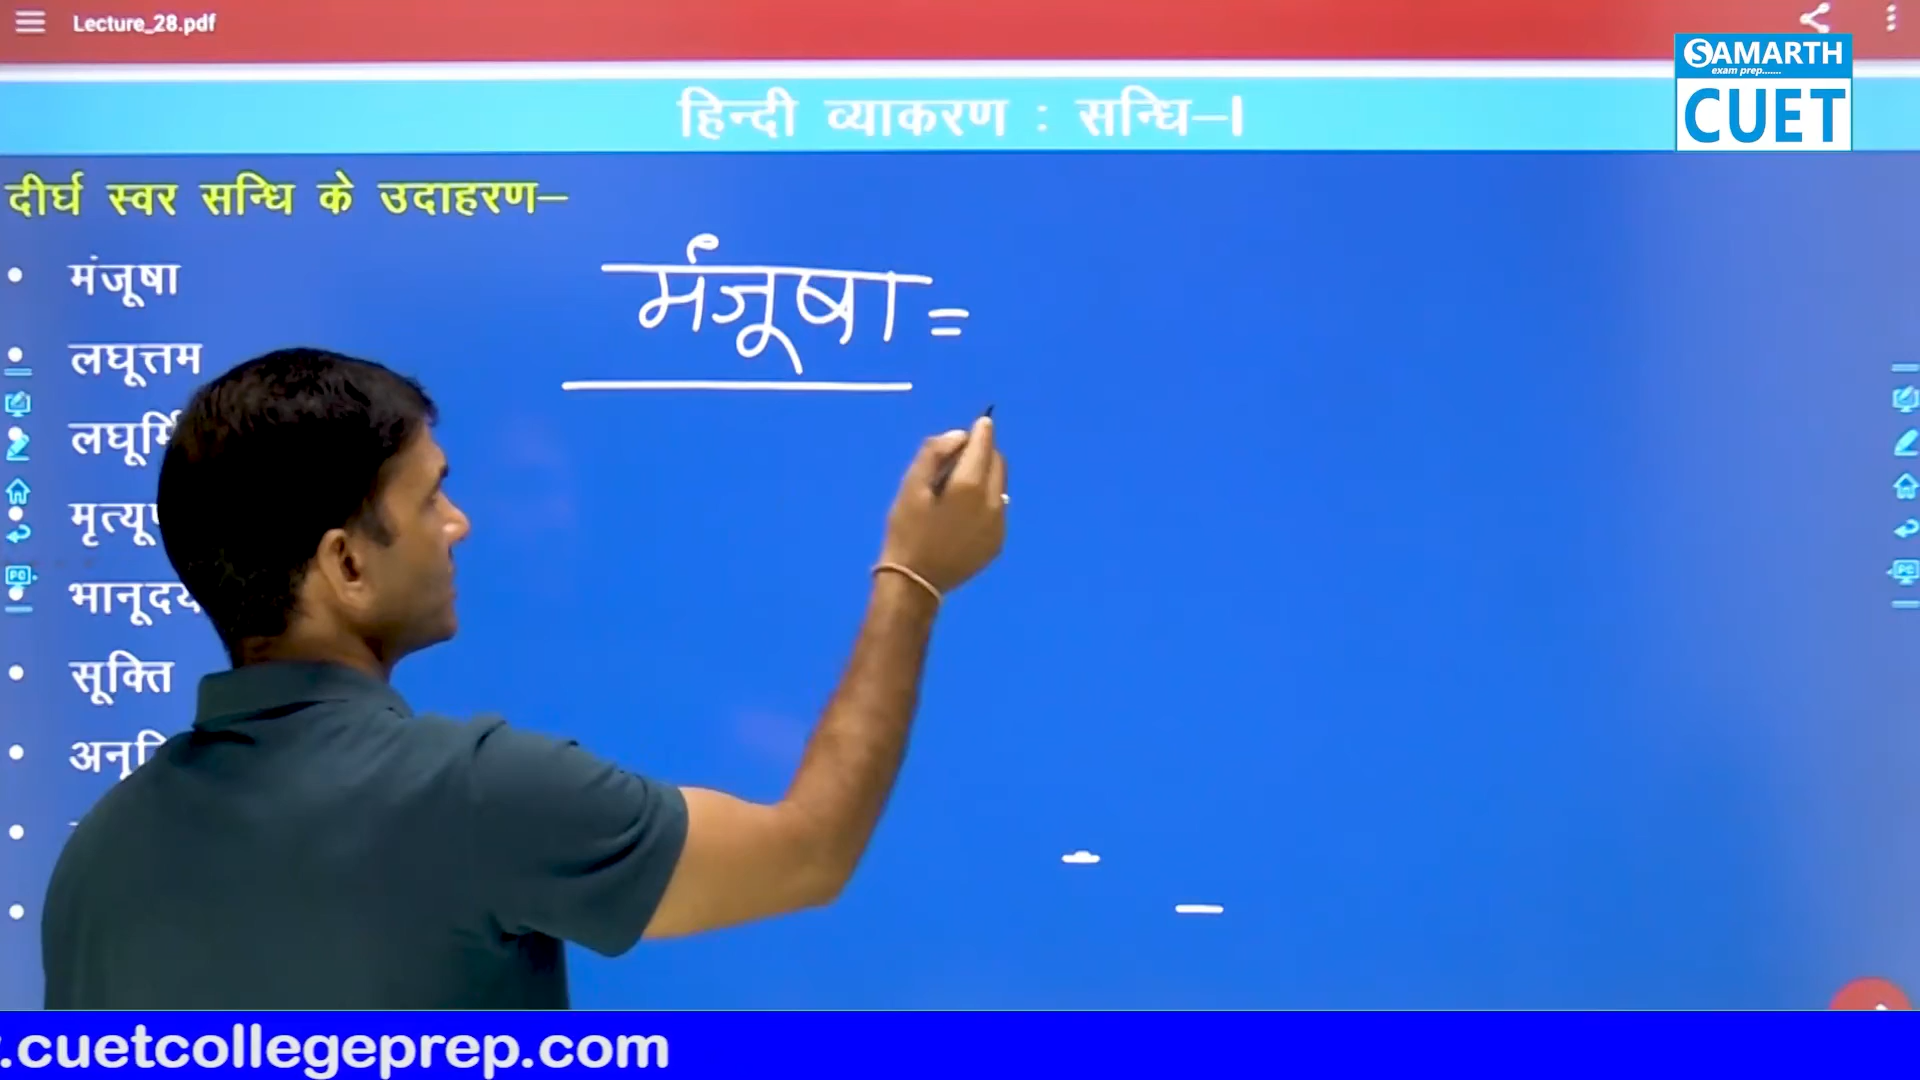 Lecture_28.pdf
SAMARTH
exam prep.......
CUET
हिन्दी व्याकरण : सन्धि–I
दीर्घ स्वर सन्धि के उदाहरण–
मंजूषा
मंजूषा =
लघूत्तम
सूक्ति
.cuetcollegeprep.com